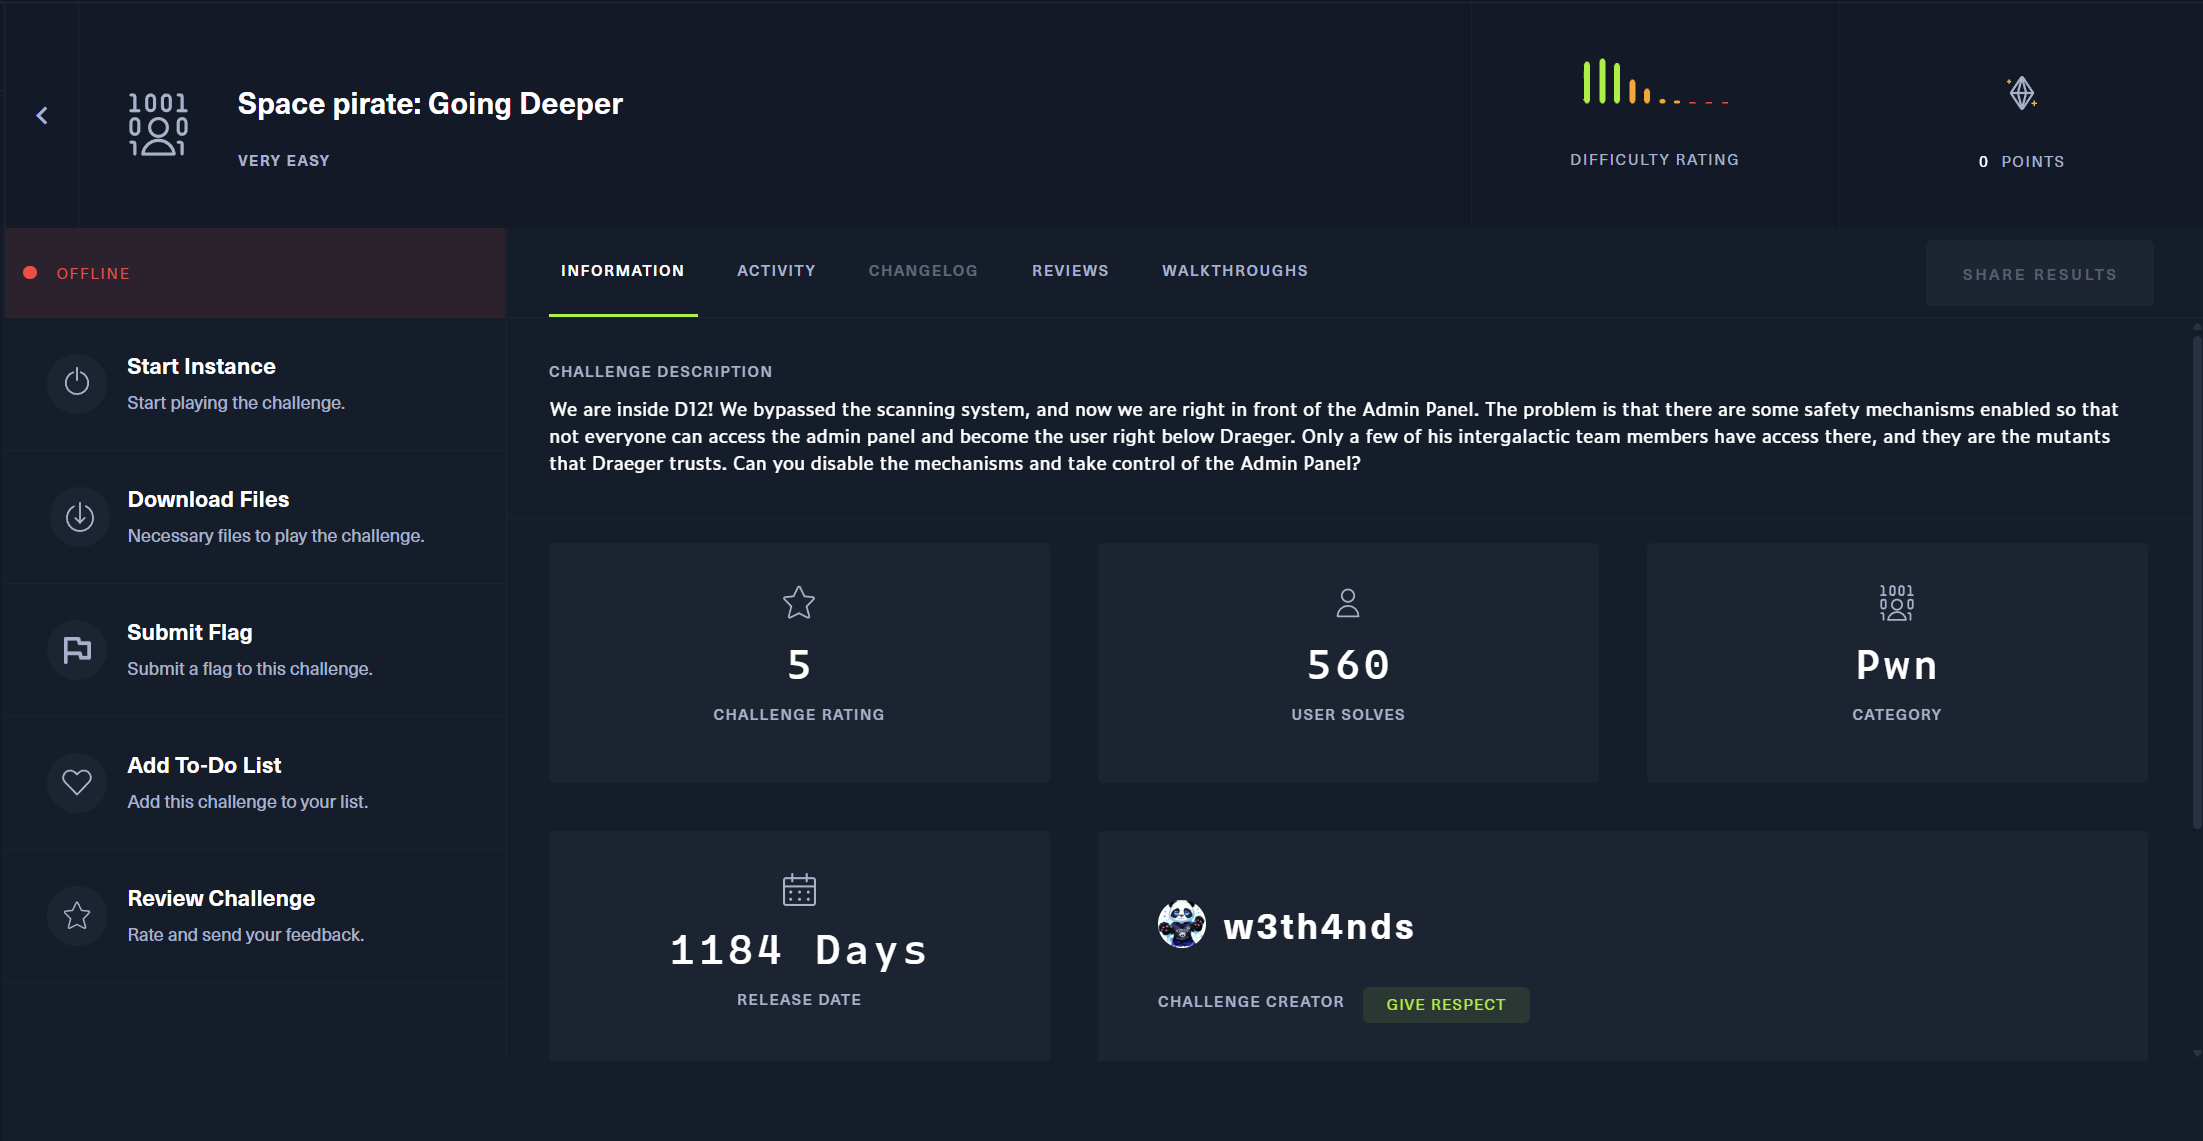 Space pirate: Going Deeper
VERY EASY
DIFFICULTY RATING
0 POINTS
OFFLINE
INFORMATION
ACTIVITY
CHANGELOG
REVIEWS
WALKTHROUGHS
SHARE RESULTS
Start Instance
Start playing the challenge.
Download Files
Necessary files to play the challenge.
Submit Flag
Submit a flag to this challenge.
Add To-Do List
Add this challenge to your list.
Review Challenge
Rate and send your feedback.
CHALLENGE DESCRIPTION
We are inside D12! We bypassed the scanning system, and now we are right in front of the Admin Panel. The problem is that there are some safety mechanisms enabled so that
not everyone can access the admin panel and become the user right below Draeger. Only a few of his intergalactic team members have access there, and they are the mutants
that Draeger trusts. Can you disable the mechanisms and take control of the Admin Panel?
5
CHALLENGE RATING
560
USER SOLVES
1001
Pwn
CATEGORY
1184 Days
RELEASE DATE
w3th4nds
CHALLENGE CREATOR
GIVE RESPECT